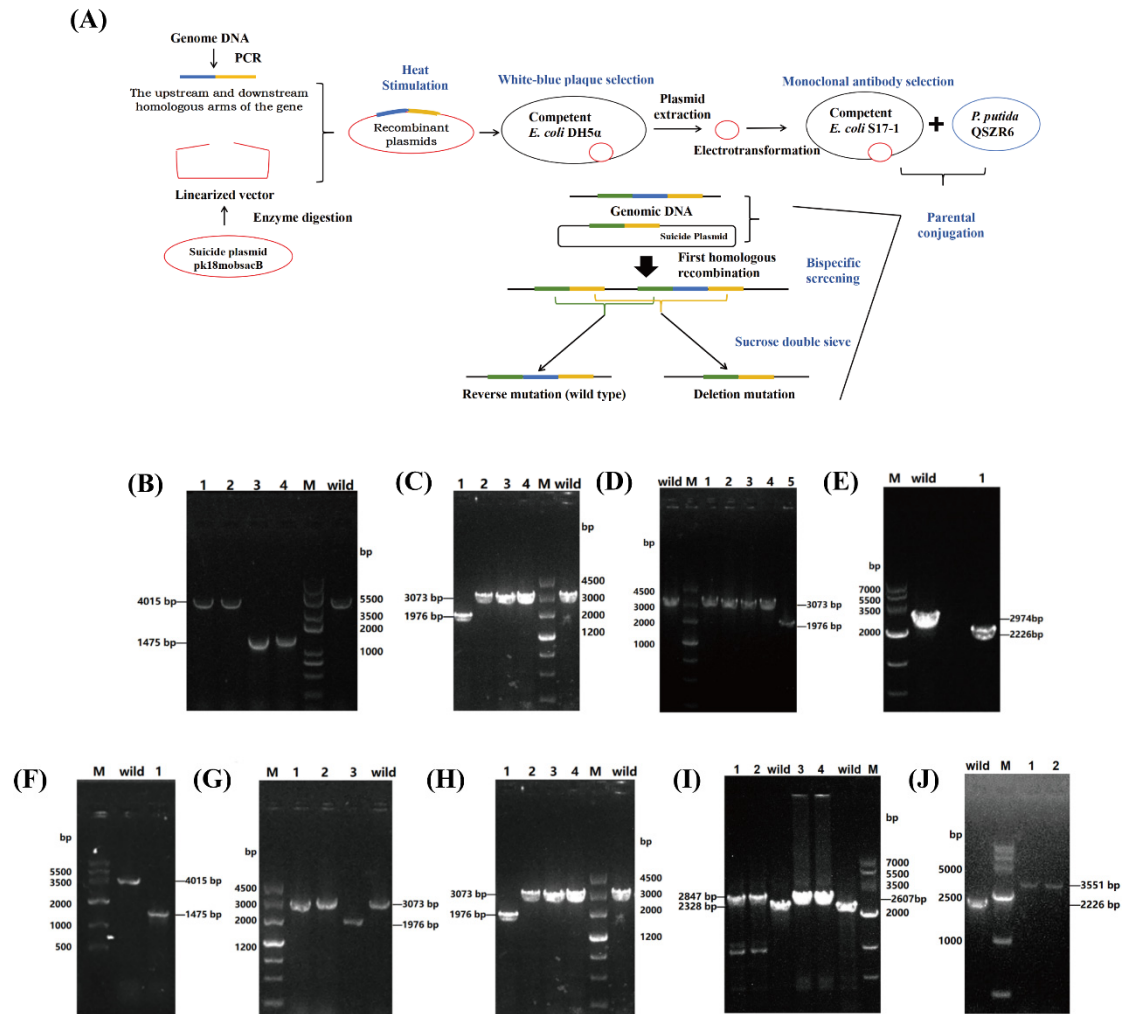 (A)
Genome DNA
PCR
The upstream and downstream
homologous arms of the gene
Linearized vector
Enzyme digestion
Suicide plasmid
pk18mobsacB
Heat
Stimulation
Recombinant
plasmids
White-blue plaque selection
Competent
E. coli DH5α
Plasmid
extraction
Electrotransformation
Monoclonal antibody selection
Competent
E. coli S17-1
+
P. putida
QSZR6
Parental
conjugation
Genomic DNA
Suicide Plasmid
First homologous
recombination
Bispecific
screening
Sucrose double sieve
Reverse mutation (wild type)
Deletion mutation
(B)
1 2 3 4 M wild
bp
4015 bp
1475 bp
5500
3500
2000
1000
(C)
1 2 3 4 M wild
bp
3073 bp
1976 bp
4500
3000
2000
1200
(D)
wild M 1 2 3 4 5
bp
4500
3000
2000
1000
3073 bp
1976 bp
(E)
M wild 1
bp
7000
5500
3500
2000
2974bp
2226bp
(F)
M wild 1
bp
5500
3500
2000
1000
500
4015 bp
1475 bp
(G)
M 1 2 3 wild
bp
4500
3000
2000
1200
3073 bp
1976 bp
(H)
1 2 3 4 M wild
bp
3073 bp
1976 bp
4500
3000
2000
1200
(I)
1 2 wild 3 4 wild M
bp
2847 bp
2328 bp
7000
5500
3500
2607bp
2000
(J)
wild M 1 2
bp
5000
2500
1000
3551 bp
2226 bp